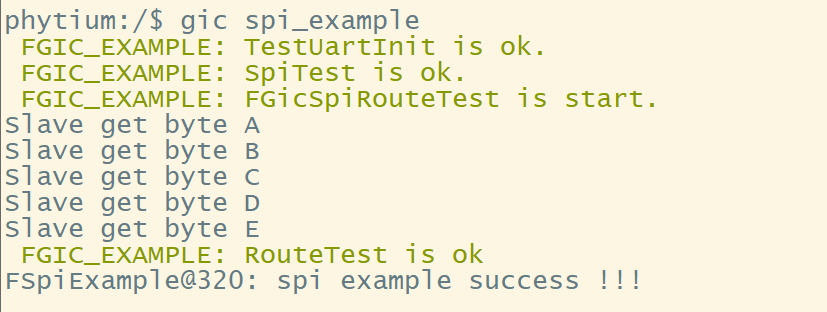 phytium:/$ gic spi_example
FGIC_EXAMPLE: TestUartInit is ok.
FGIC_EXAMPLE: SpiTest is ok.
FGIC_EXAMPLE: FGicSpiRouteTest is start.
Slave get byte A
Slave get byte B
Slave get byte C
Slave get byte D
Slave get byte E
FGIC_EXAMPLE: RouteTest is ok
FSpiExample@320: spi example success !!!